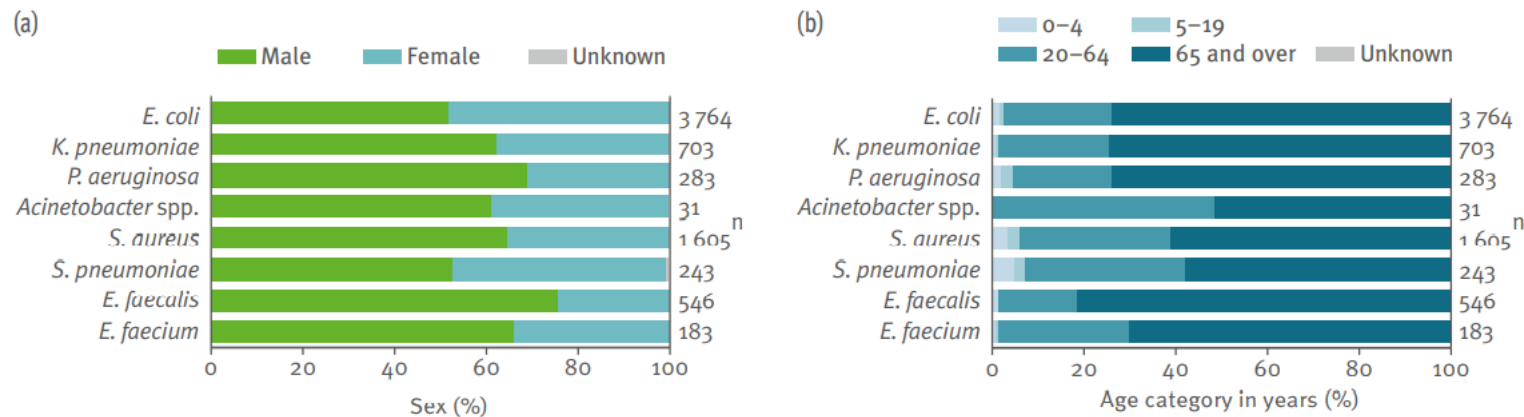 (a)
Male Female Unknown
E. coli 3 764
K. pneumoniae 703
P. aeruginosa 283
Acinetobacter spp. 31
S. aureus 1 605
n
S. pneumoniae 243
E. faecalis 546
E. faecium 183
0 20 40 60 80 100
Sex (%)
(b)
0–4 5–19
20–64 65 and over Unknown
E. coli 3 764
K. pneumoniae 703
P. aeruginosa 283
Acinetobacter spp. 31
S. aureus 1 605
n
S. pneumoniae 243
E. faecalis 546
E. faecium 183
0 20 40 60 80 100
Age category in years (%)